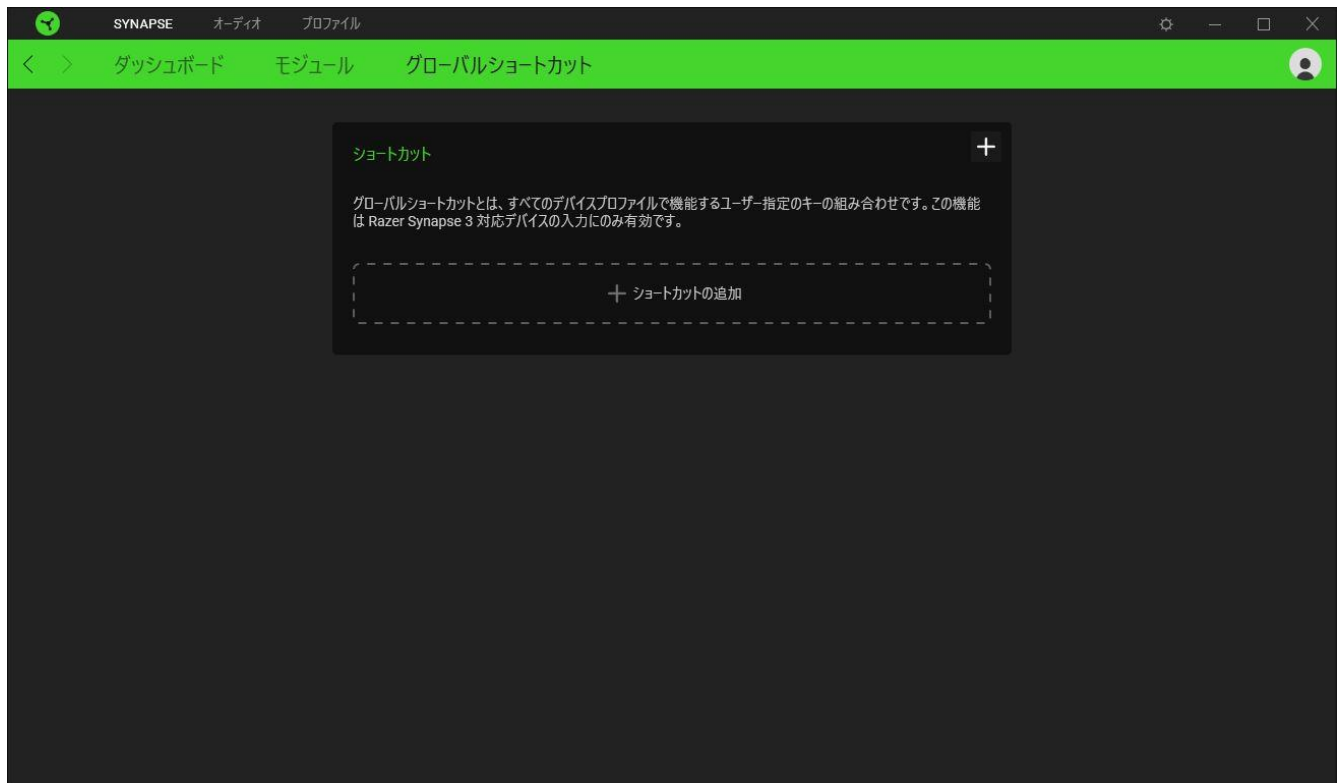 SYNAPSE オーディオ プロファイル
ダッシュボード モジュール グローバルショートカット
ショートカット
グローバルショートカットとは、すべてのデバイスプロファイルで機能するユーザー指定のキーの組み合わせです。この機能
は Razer Synapse 3 対応デバイスの入力にのみ有効です。
ショートカットの追加